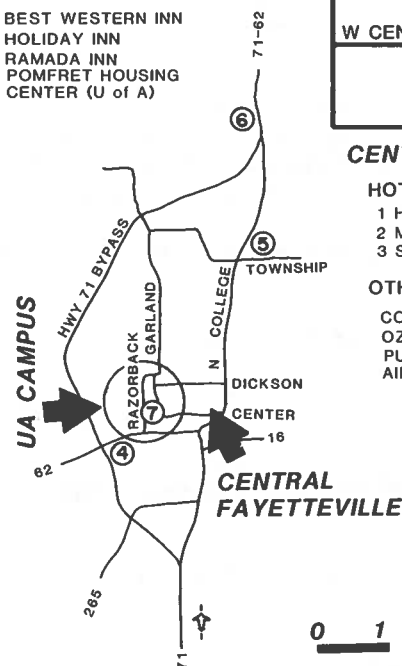 BEST WESTERN INN
HOLIDAY INN
RAMADA INN
POMFRET HOUSING
CENTER (U of A)
71-62
W CEN
6
CEN
HOT
1 H
2 M
3 S
5
TOWNSHIP
OTH
CO
OZ
PU
AIR
HWY 71 BYPASS
GARLAND
N COLLEGE
RAZORBACK
UA CAMPUS
DICKSON
7
CENTER
4
16
62
CENTRAL
FAYETTEVILLE
265
71
0 1